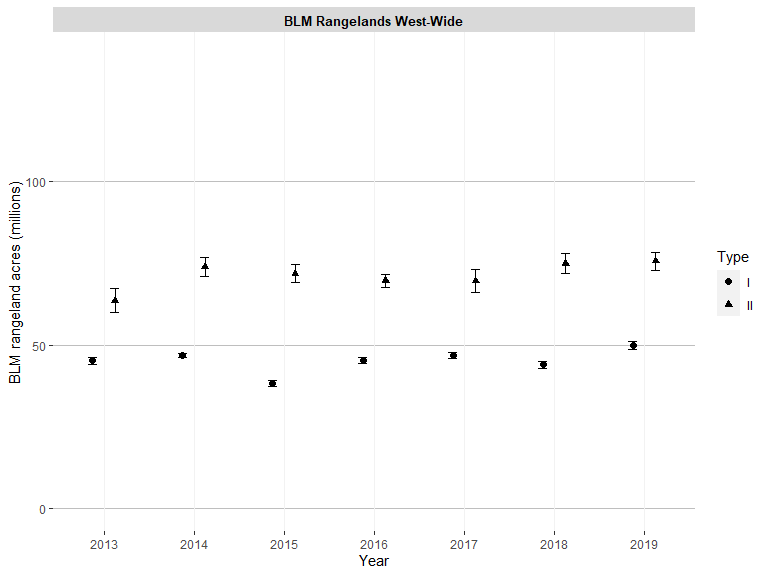 BLM Rangelands West-Wide
BLM rangeland acres (millions)
100
50
0
2013 2014 2015 2016 2017 2018 2019
Year
Type
I
II